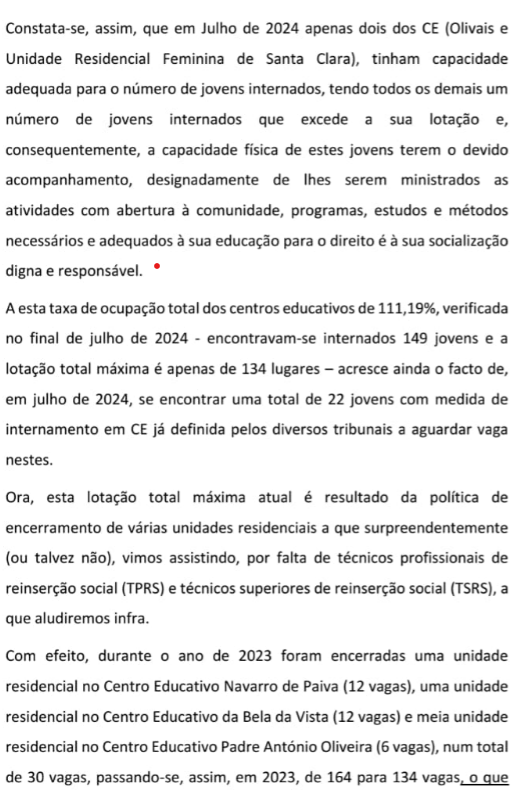 Constata-se, assim, que em Julho de 2024 apenas dois dos CE (Olivais e
Unidade Residencial Feminina de Santa Clara), tinham capacidade
adequada para o número de jovens internados, tendo todos os demais um
número de jovens internados que excede a sua lotação e,
consequentemente, a capacidade física de estes jovens terem o devido
acompanhamento, designadamente de lhes serem ministrados as
atividades com abertura à comunidade, programas, estudos e métodos
necessários e adequados à sua educação para o direito é à sua socialização
digna e responsável.
A esta taxa de ocupação total dos centros educativos de 111,19%, verificada
no final de julho de 2024 - encontravam-se internados 149 jovens e a
lotação total máxima é apenas de 134 lugares – acresce ainda o facto de,
em julho de 2024, se encontrar uma total de 22 jovens com medida de
internamento em CE já definida pelos diversos tribunais a aguardar vaga
nestes.
Ora, esta lotação total máxima atual é resultado da política de
encerramento de várias unidades residenciais a que surpreendentemente
(ou talvez não), vimos assistindo, por falta de técnicos profissionais de
reinserção social (TPRS) e técnicos superiores de reinserção social (TSRS), a
que aludiremos infra.
Com efeito, durante o ano de 2023 foram encerradas uma unidade
residencial no Centro Educativo Navarro de Paiva (12 vagas), uma unidade
residencial no Centro Educativo da Bela da Vista (12 vagas) e meia unidade
residencial no Centro Educativo Padre António Oliveira (6 vagas), num total
de 30 vagas, passando-se, assim, em 2023, de 164 para 134 vagas, o que